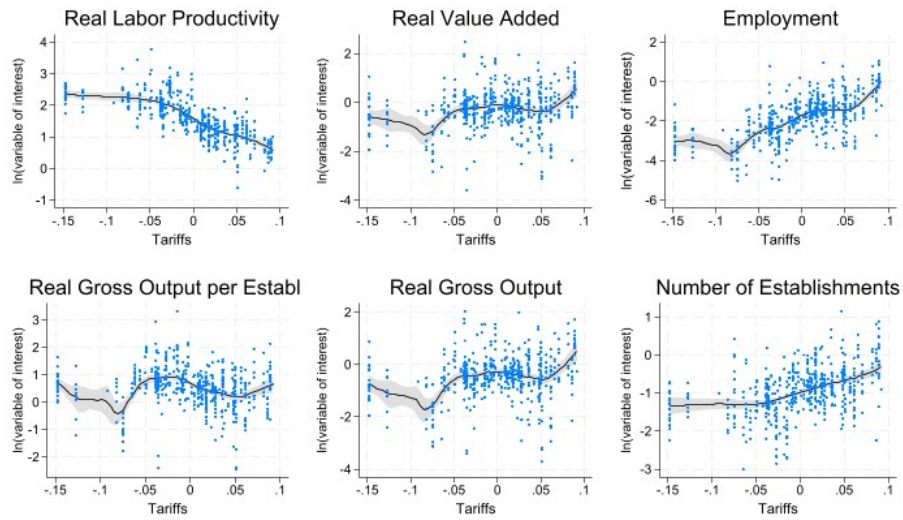 Real Labor Productivity
Real Value Added
Employment
ln(variable of interest)
4
3
2
1
0
-1
-.15 -.1 -.05 0 .05 .1
Tariffs
ln(variable of interest)
2
0
-2
-4
-.15 -.1 -.05 0 .05 .1
Tariffs
ln(variable of interest)
2
0
-2
-4
-6
-.15 -.1 -.05 0 .05 .1
Tariffs
Real Gross Output per Establ
Real Gross Output
Number of Establishments
ln(variable of interest)
3
2
1
0
-1
-2
-.15 -.1 -.05 0 .05 .1
Tariffs
ln(variable of interest)
2
0
-2
-4
-.15 -.1 -.05 0 .05 .1
Tariffs
ln(variable of interest)
1
0
-1
-2
-3
-.15 -.1 -.05 0 .05 .1
Tariffs